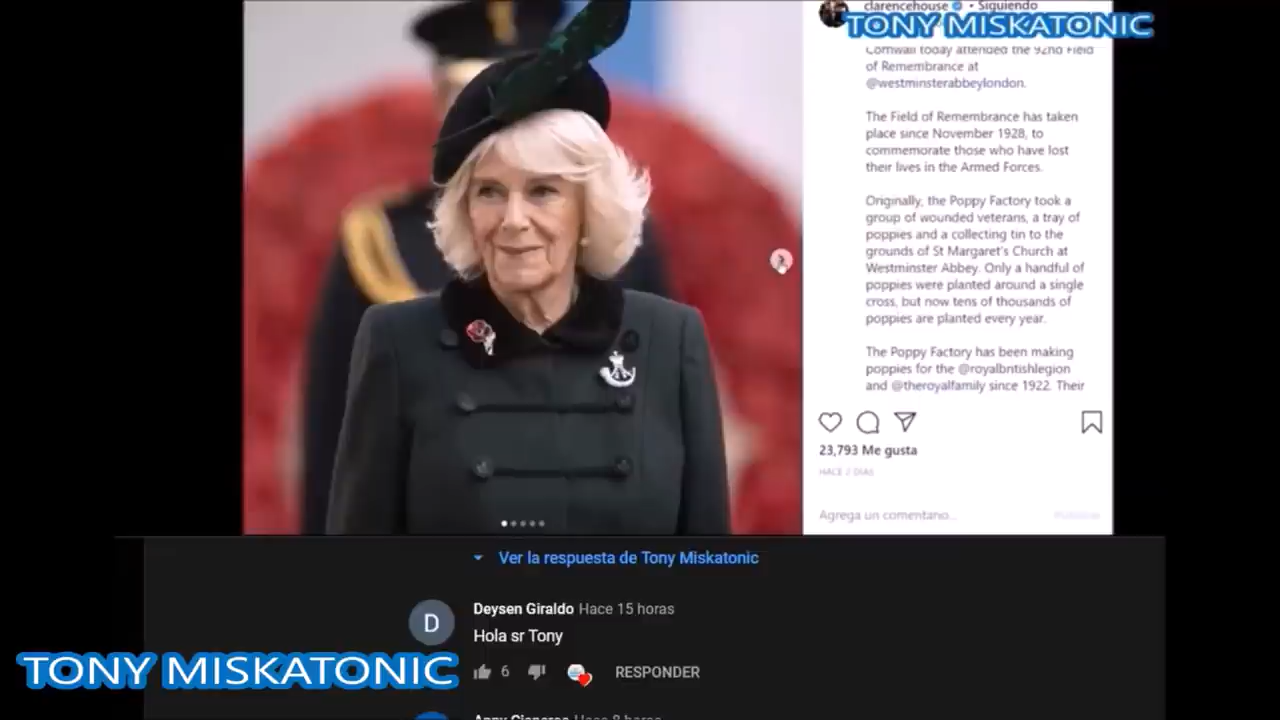 clarencehouse • Siguiendo
TONY MISKATONIC
Cornwall today attended the 92nd Field
of Remembrance at
@westminsterabbeylondon.
The Field of Remembrance has taken
place since November 1928, to
commemorate those who have lost
their lives in the Armed Forces.
Originally, the Poppy Factory took a
group of wounded veterans, a tray of
poppies and a collecting tin to the
grounds of St Margaret's Church at
Westminster Abbey. Only a handful of
poppies were planted around a single
cross, but now tens of thousands of
poppies are planted every year.
The Poppy Factory has been making
poppies for the @royalbritishlegion
and @theroyalfamily since 1922. Their
23,793 Me gusta
HACE 2 DÍAS
Agrega un comentario...
Ver la respuesta de Tony Miskatonic
D
Deysen Giraldo Hace 15 horas
Hola sr Tony
6
RESPONDER
TONY MISKATONIC
Hace 8 horas